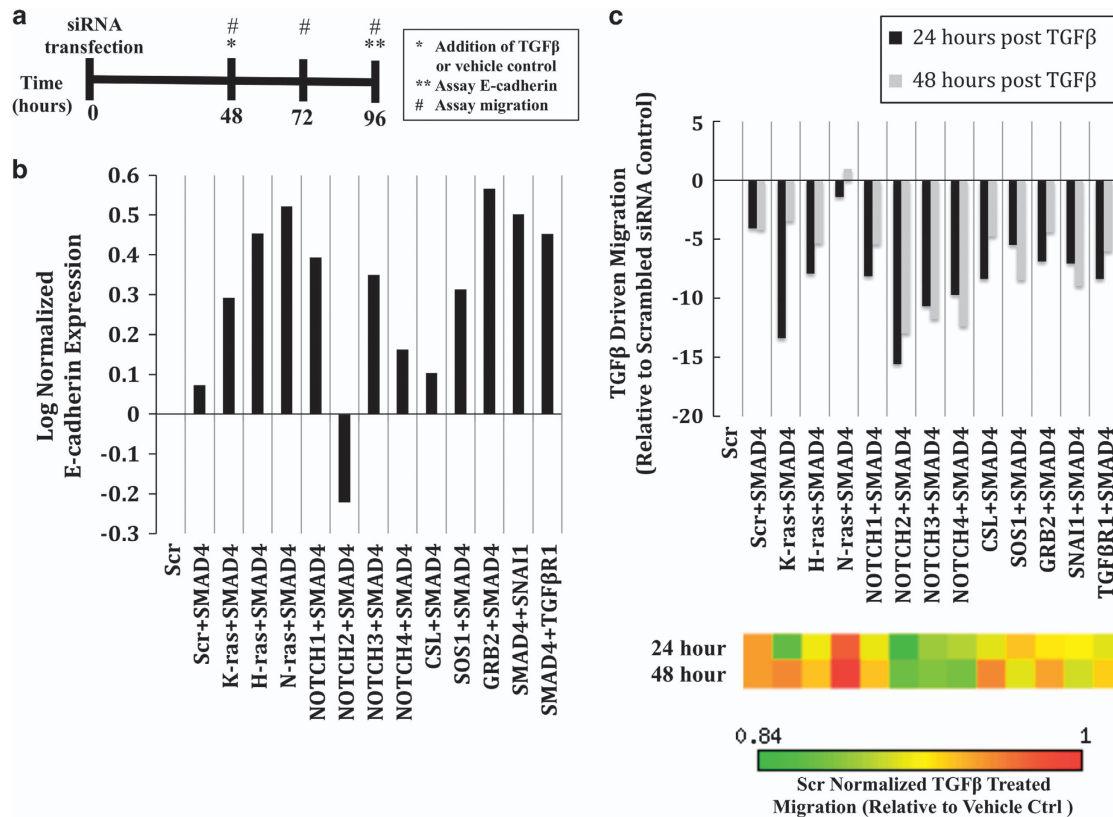 a
siRNA
transfection
#
*
#
#
**
Time
(hours)
0
48
72
96
* Addition of TGFβ
or vehicle control
** Assay E-cadherin
# Assay migration
b
Log Normalized
E-cadherin Expression
0.6
0.5
0.4
0.3
0.2
0.1
0
-0.1
-0.2
-0.3
Scr
Scr+SMAD4
K-ras+SMAD4
H-ras+SMAD4
N-ras+SMAD4
NOTCH1+SMAD4
NOTCH2+SMAD4
NOTCH3+SMAD4
NOTCH4+SMAD4
CSL+SMAD4
SOS1+SMAD4
GRB2+SMAD4
SMAD4+SNAI1
SMAD4+TGFβR1
c
24 hours post TGFβ
48 hours post TGFβ
TGFβ Driven Migration
(Relative to Scrambled siRNA Control)
5
0
-5
-10
-15
-20
Scr
Scr+SMAD4
K-ras+SMAD4
H-ras+SMAD4
N-ras+SMAD4
NOTCH1+SMAD4
NOTCH2+SMAD4
NOTCH3+SMAD4
NOTCH4+SMAD4
CSL+SMAD4
SOS1+SMAD4
GRB2+SMAD4
SNAI1+SMAD4
TGFβR1+SMAD4
24 hour
48 hour
0.84
1
Scr Normalized TGFβ Treated
Migration (Relative to Vehicle Ctrl )